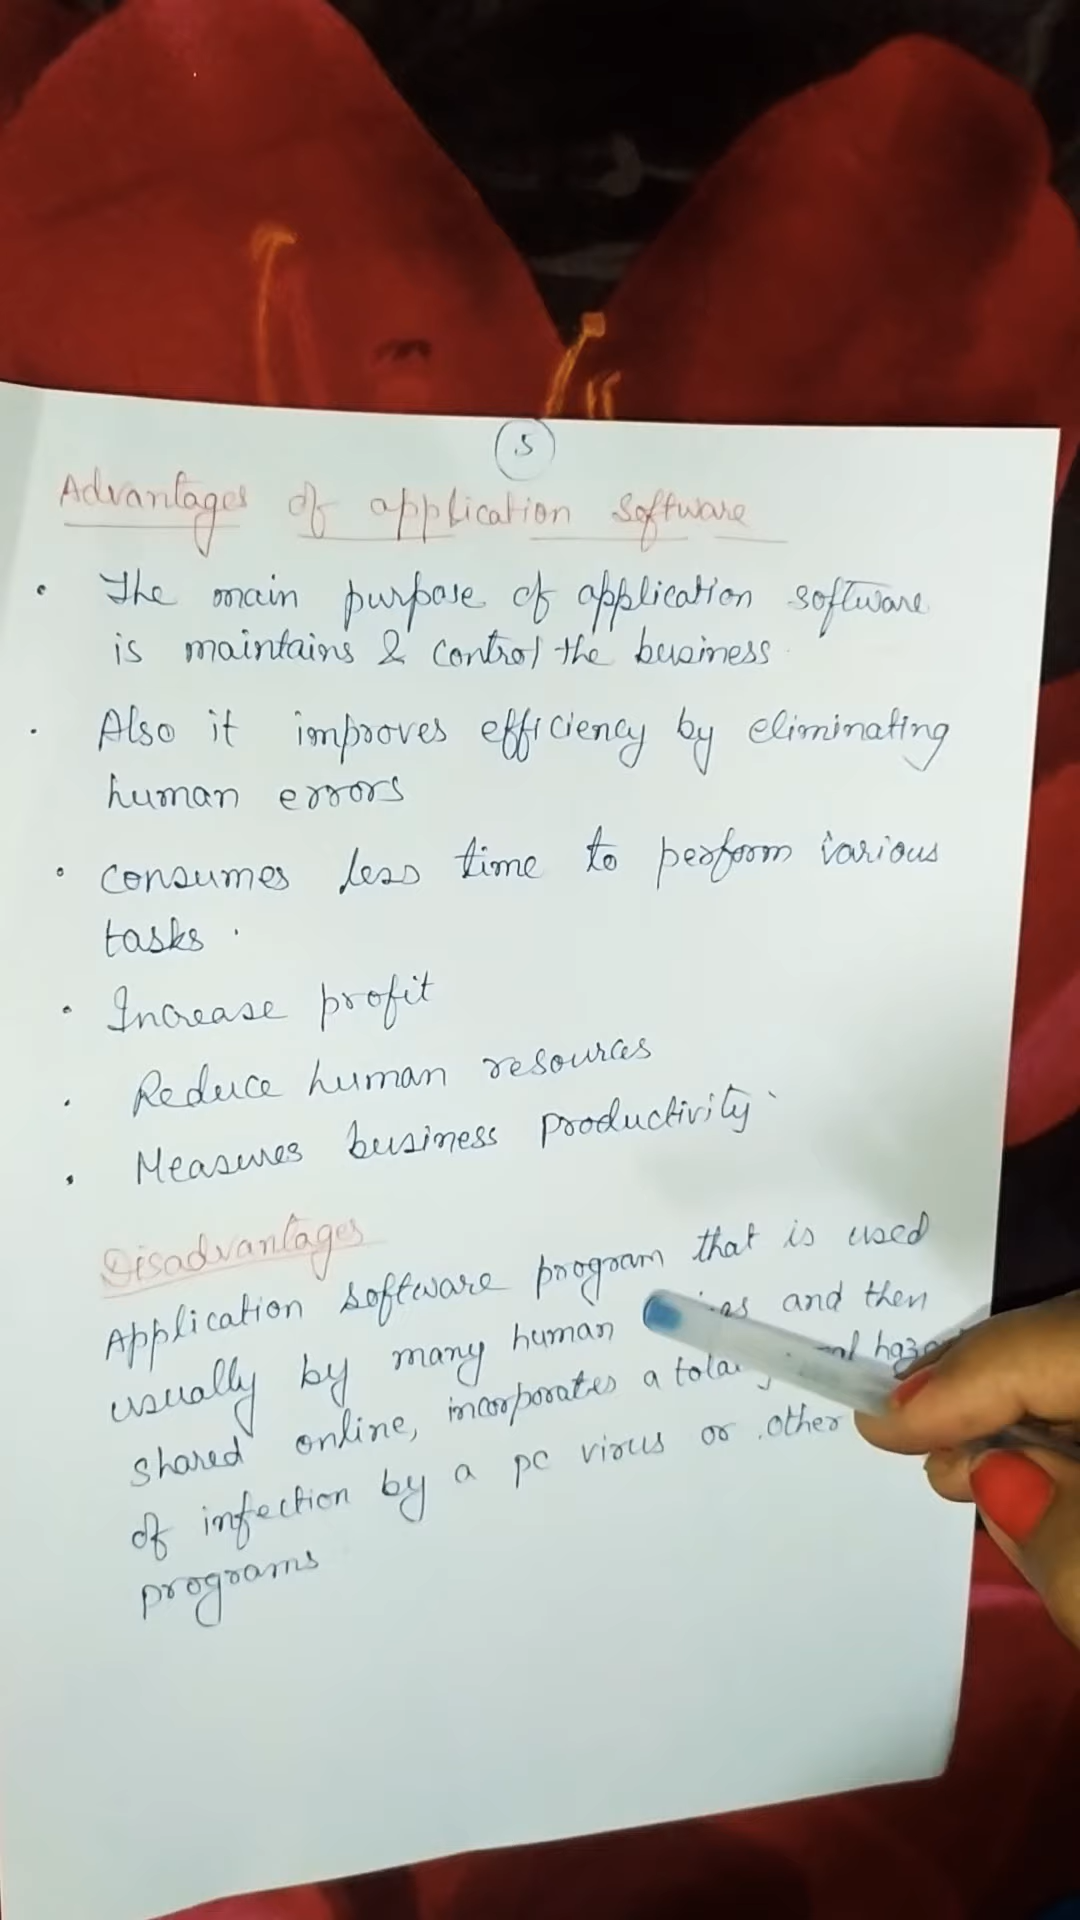 5
Advantages of application software
• The main purpose of application software
is maintains & control the business
• Also it improves efficiency by eliminating
human errors
• consumes less time to perform various
tasks.
• Increase profit
• Reduce human resources
• Measures business productivity.
Disadvantages
Application software program that is used
usually by many human and then
shared online, incorporates a
of infection by a pc virus or other
programs